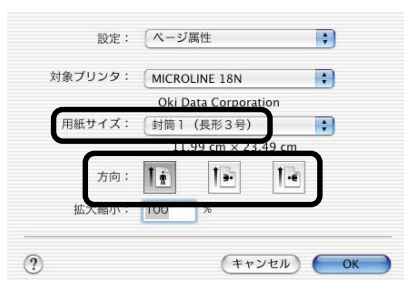 設定： ページ属性
対象プリンタ： MICROLINE 18N
Oki Data Corporation
用紙サイズ： 封筒1 （長形3号）
11.99 cm × 23.49 cm
方向：
拡大縮小： 100 %
? キャンセル OK